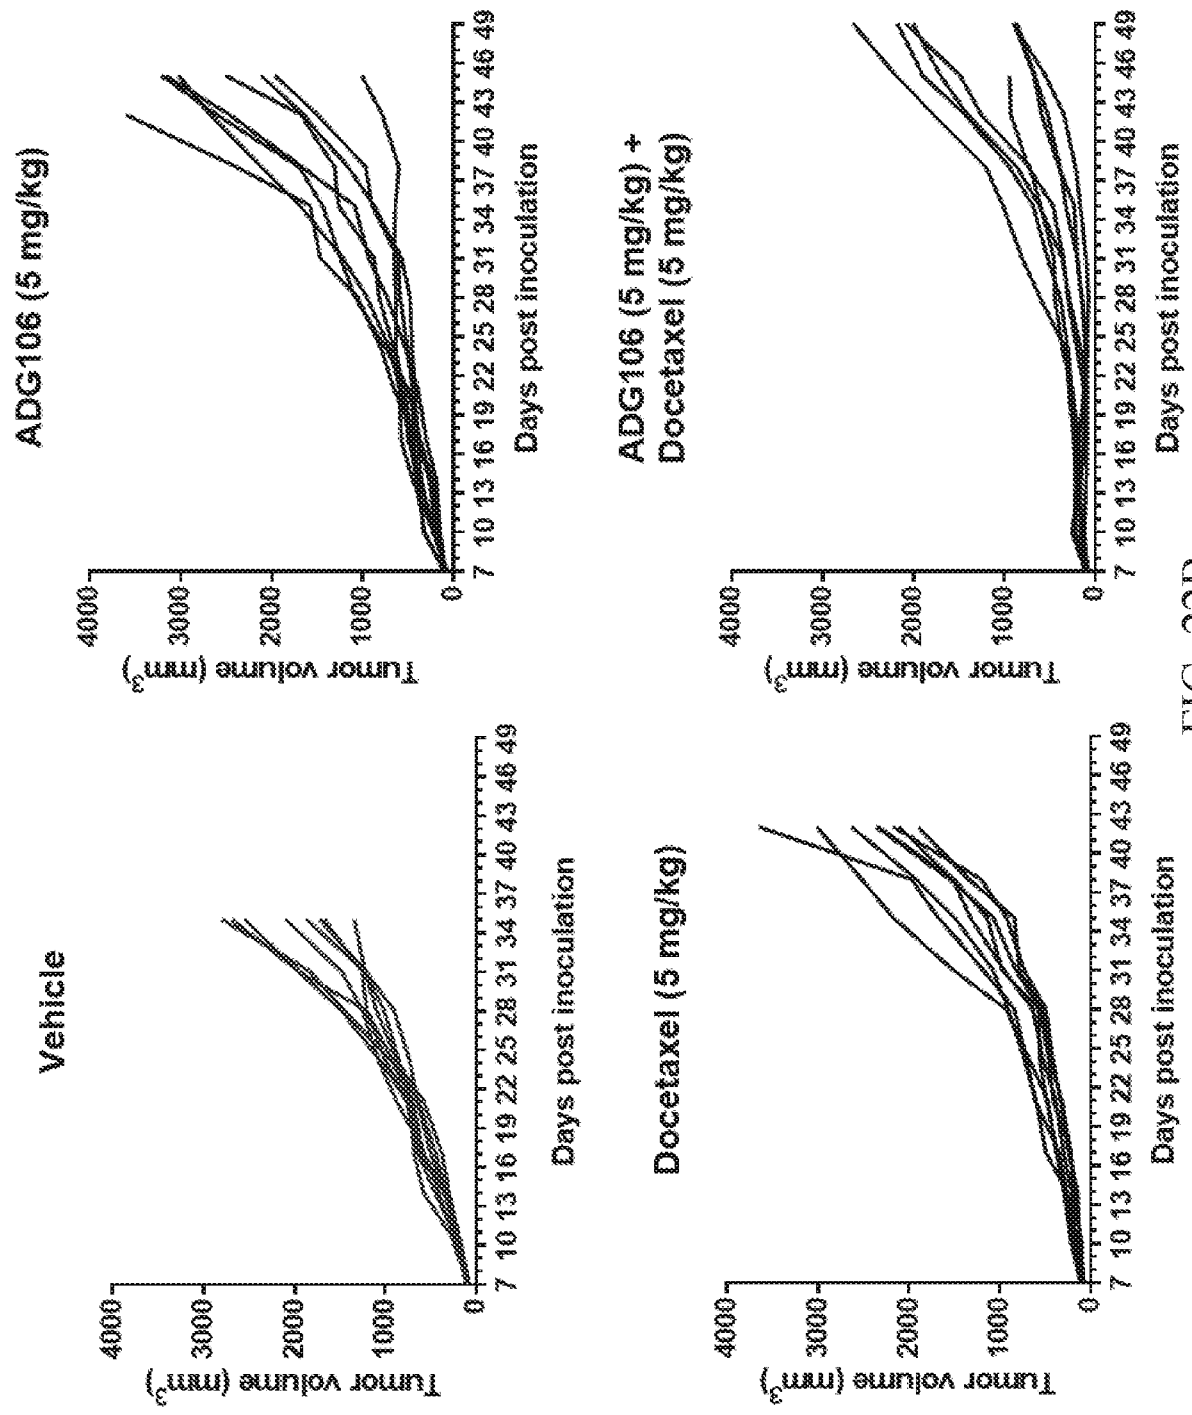 Vehicle
Tumor volume (mm³)
4000
3000
2000
1000
0
7 10 13 16 19 22 25 28 31 34 37 40 43 46 49
Days post inoculation
ADG106 (5 mg/kg)
Tumor volume (mm³)
4000
3000
2000
1000
0
7 10 13 16 19 22 25 28 31 34 37 40 43 46 49
Days post inoculation
Docetaxel (5 mg/kg)
Tumor volume (mm³)
4000
3000
2000
1000
0
7 10 13 16 19 22 25 28 31 34 37 40 43 46 49
Days post inoculation
ADG106 (5 mg/kg) +
Docetaxel (5 mg/kg)
Tumor volume (mm³)
4000
3000
2000
1000
0
7 10 13 16 19 22 25 28 31 34 37 40 43 46 49
Days post inoculation
FIG.